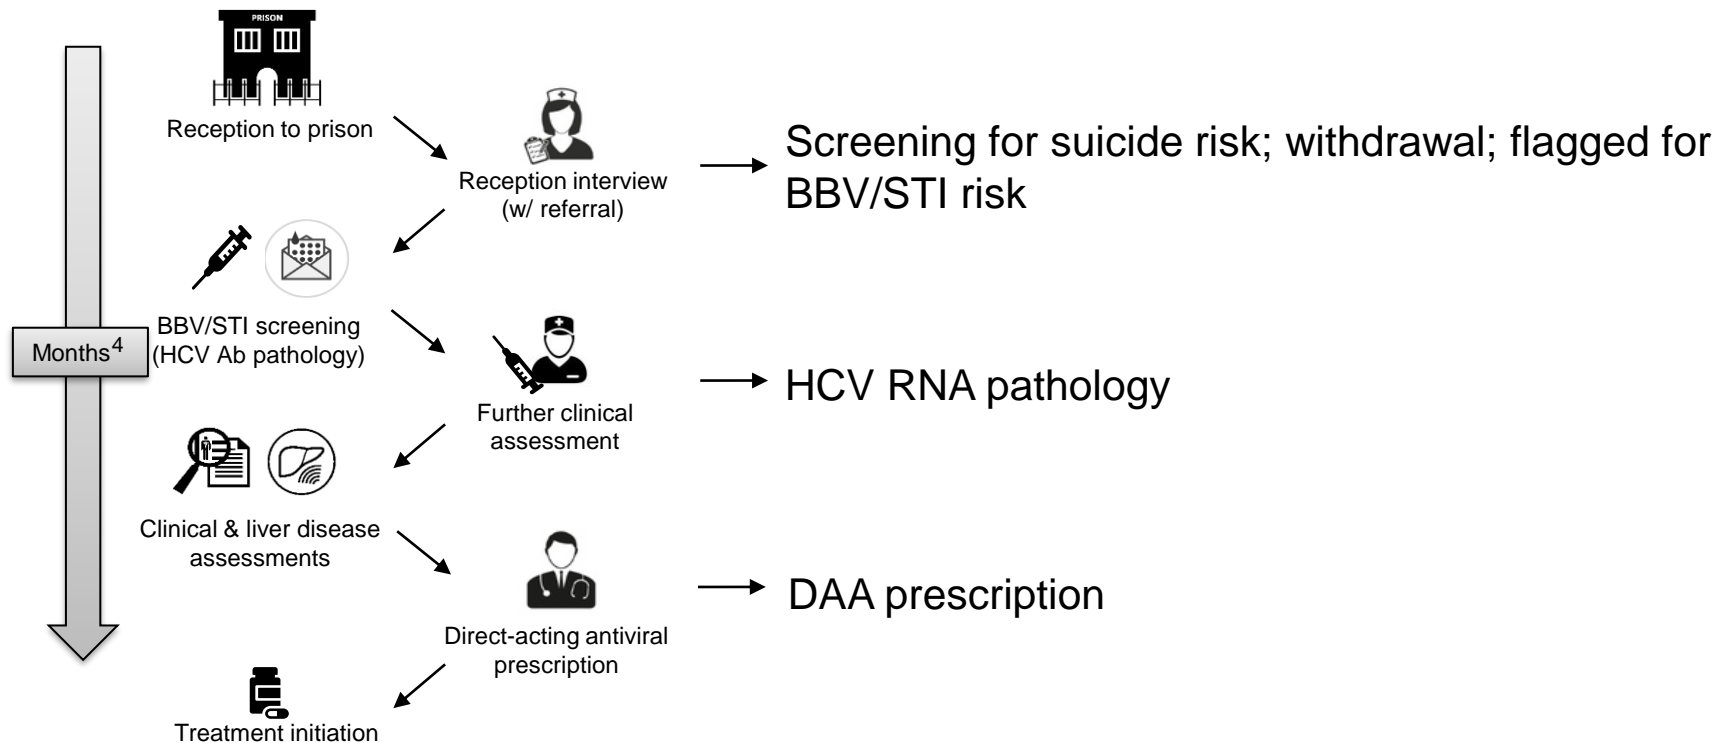 PRISON
Reception to prison
Reception interview
(w/ referral)
Screening for suicide risk; withdrawal; flagged for
BBV/STI risk
BBV/STI screening
(HCV Ab pathology)
Months4
Further clinical
assessment
HCV RNA pathology
Clinical & liver disease
assessments
Direct-acting antiviral
prescription
DAA prescription
Treatment initiation